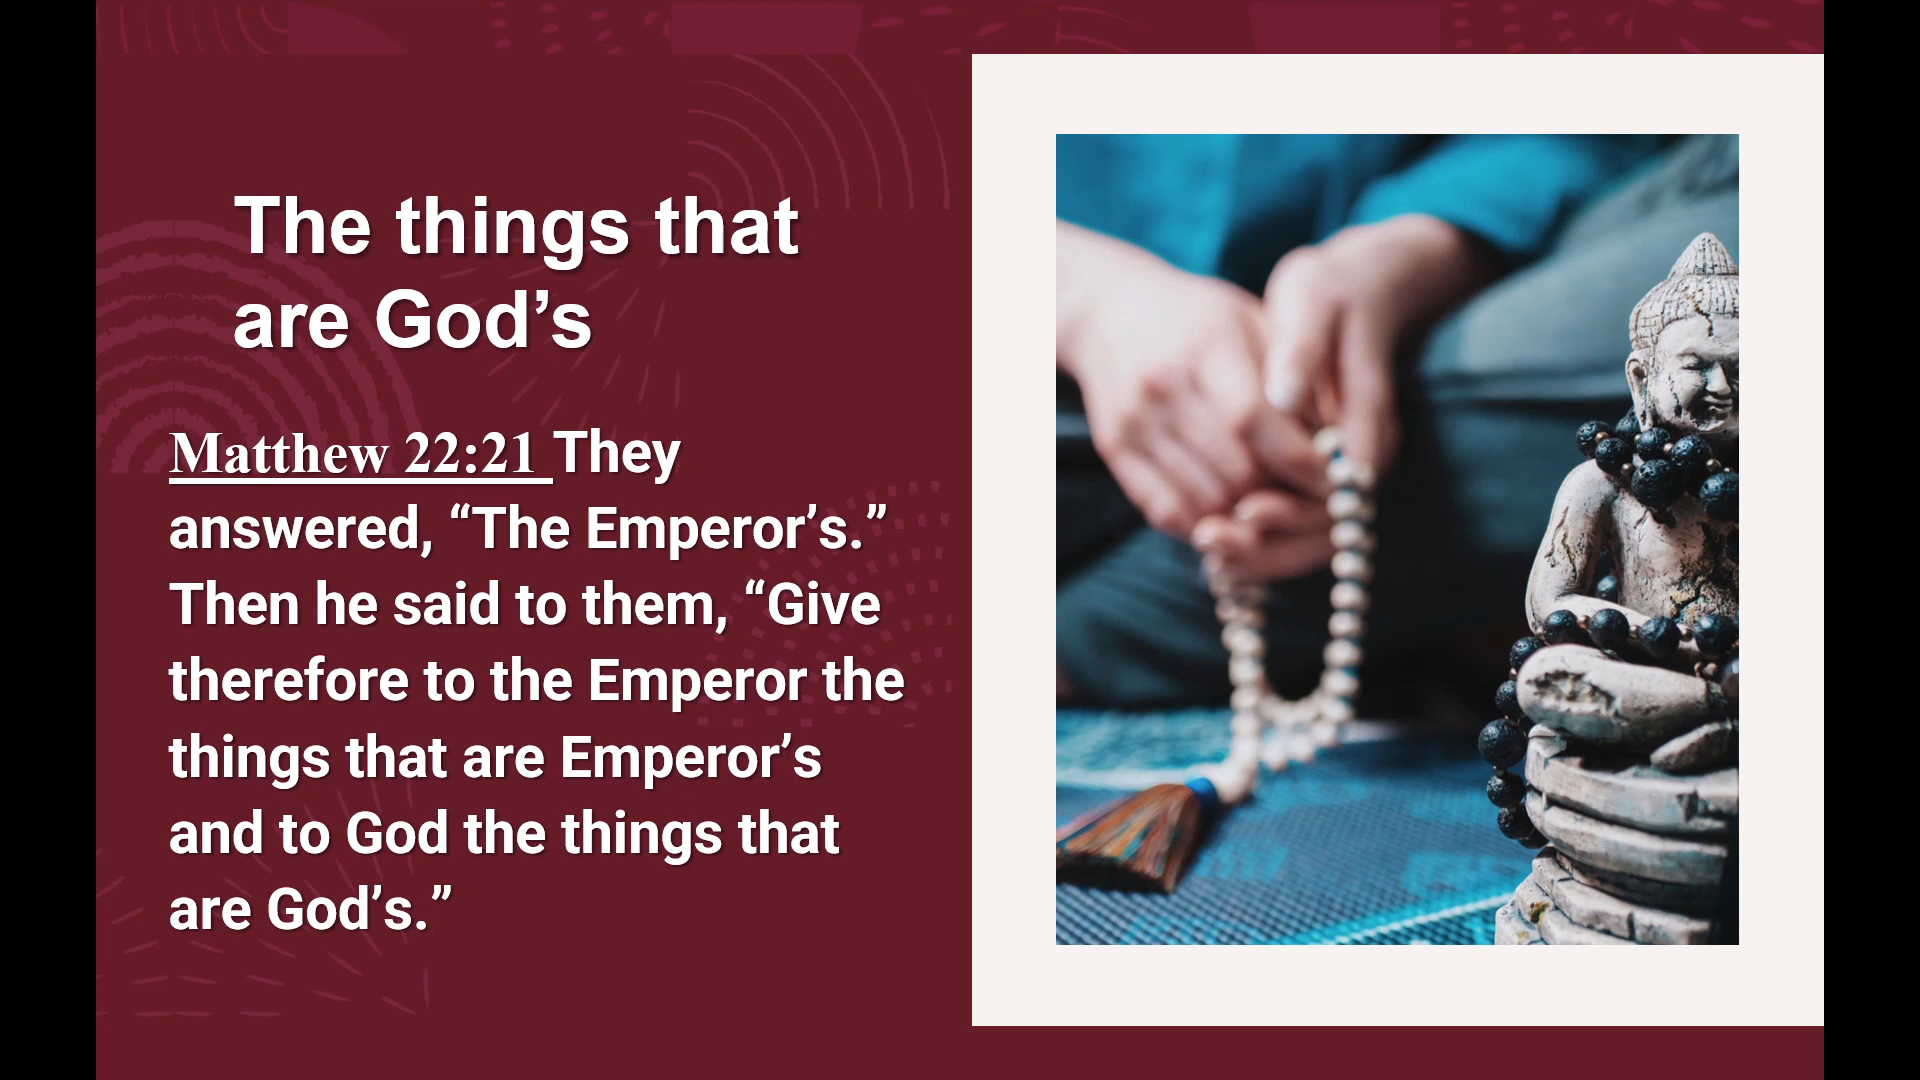 The things that
are God’s
Matthew 22:21 They
answered, “The Emperor’s.”
Then he said to them, “Give
therefore to the Emperor the
things that are Emperor’s
and to God the things that
are God’s.”